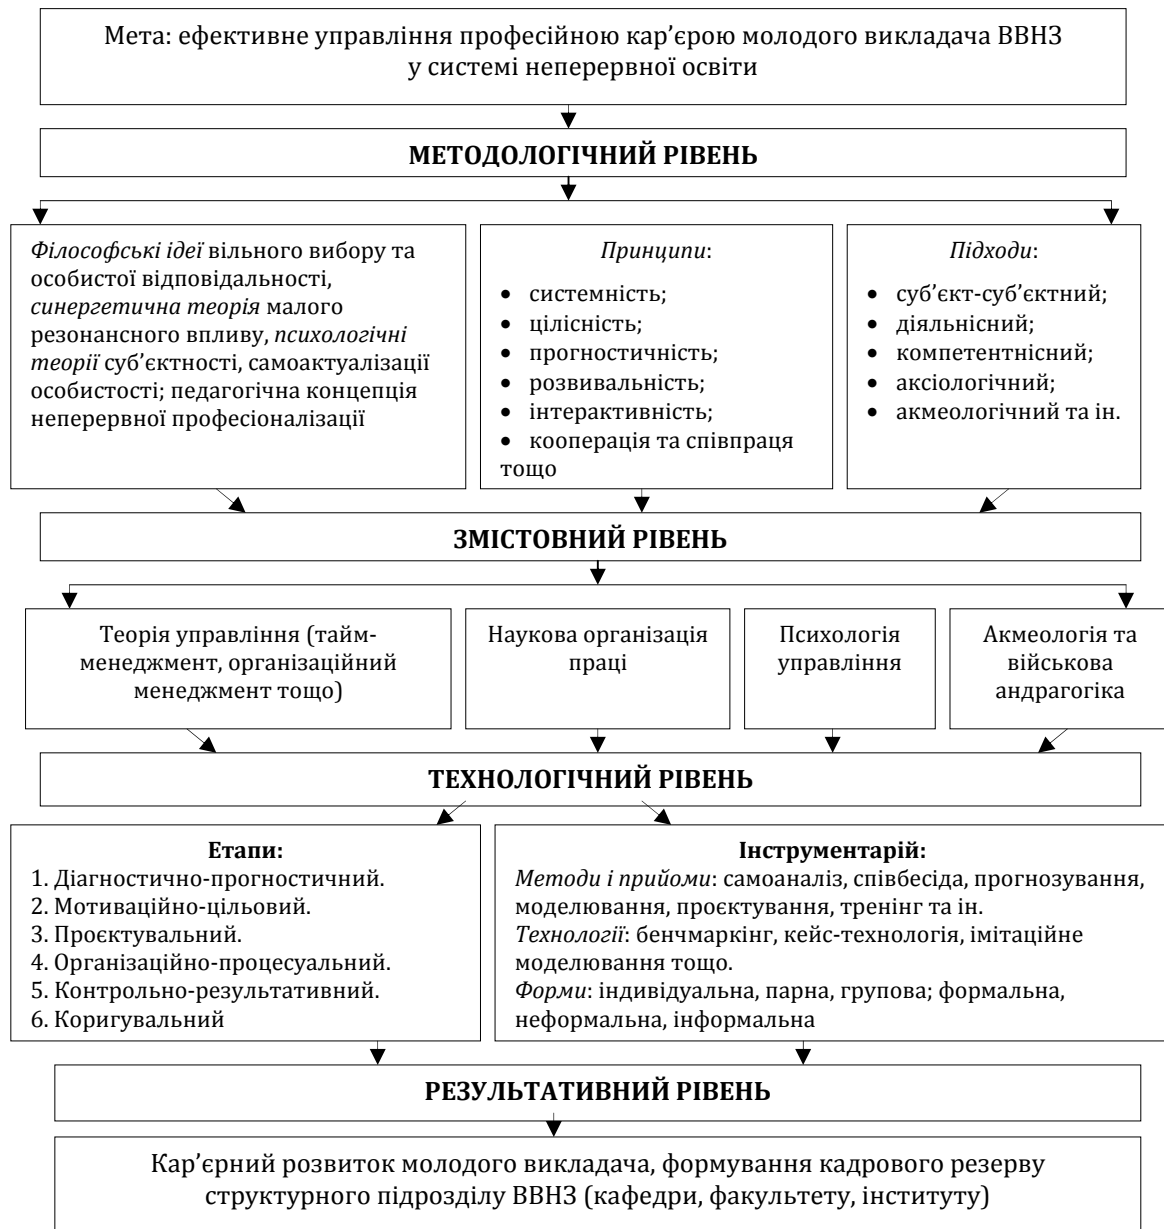 Мета: ефективне управління професійною кар’єрою молодого викладача ВВНЗ
у системі неперервної освіти
МЕТОДОЛОГІЧНИЙ РІВЕНЬ
Філософські ідеї вільного вибору та
особистої відповідальності,
синергетична теорія малого
резонансного впливу, психологічні
теорії суб’єктності, самоактуалізації
особистості; педагогічна концепція
неперервної професіоналізації
Принципи:
• системність;
• цілісність;
• прогностичність;
• розвивальність;
• інтерактивність;
• кооперація та співпраця
тощо
Підходи:
• суб’єкт-суб’єктний;
• діяльнісний;
• компетентнісний;
• аксіологічний;
• акмеологічний та ін.
ЗМІСТОВНИЙ РІВЕНЬ
Теорія управління (тайм-
менеджмент, організаційний
менеджмент тощо)
Наукова організація
праці
Психологія
управління
Акмеологія та
військова
андрагогіка
ТЕХНОЛОГІЧНИЙ РІВЕНЬ
Етапи:
1. Діагностично-прогностичний.
2. Мотиваційно-цільовий.
3. Проєктувальний.
4. Організаційно-процесуальний.
5. Контрольно-результативний.
6. Коригувальний
Інструментарій:
Методи і прийоми: самоаналіз, співбесіда, прогнозування,
моделювання, проєктування, тренінг та ін.
Технології: бенчмаркінг, кейс-технологія, імітаційне
моделювання тощо.
Форми: індивідуальна, парна, групова; формальна,
неформальна, інформальна
РЕЗУЛЬТАТИВНИЙ РІВЕНЬ
Кар’єрний розвиток молодого викладача, формування кадрового резерву
структурного підрозділу ВВНЗ (кафедри, факультету, інституту)